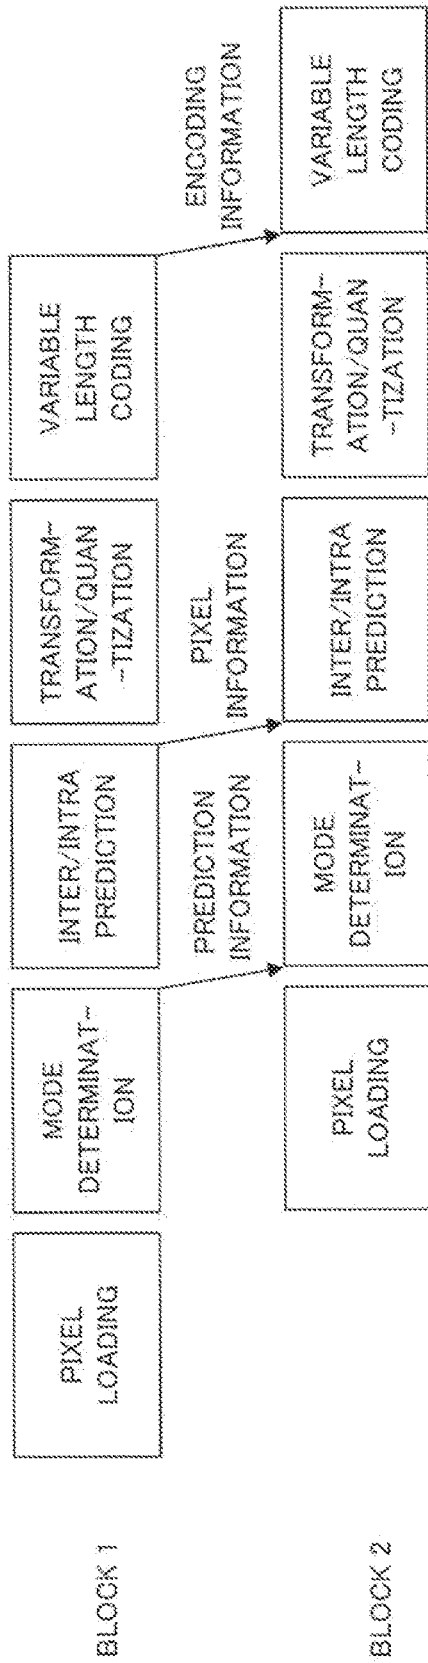 BLOCK 1
PIXEL
LOADING
MODE
DETERMINAT-
ION
INTER/INTRA
PREDICTION
TRANSFORM-
ATION/QUAN
-TIZATION
VARIABLE
LENGTH
CODING
PREDICTION
INFORMATION
PIXEL
INFORMATION
ENCODING
INFORMATION
BLOCK 2
PIXEL
LOADING
MODE
DETERMINAT-
ION
INTER/INTRA
PREDICTION
TRANSFORM-
ATION/QUAN
-TIZATION
VARIABLE
LENGTH
CODING